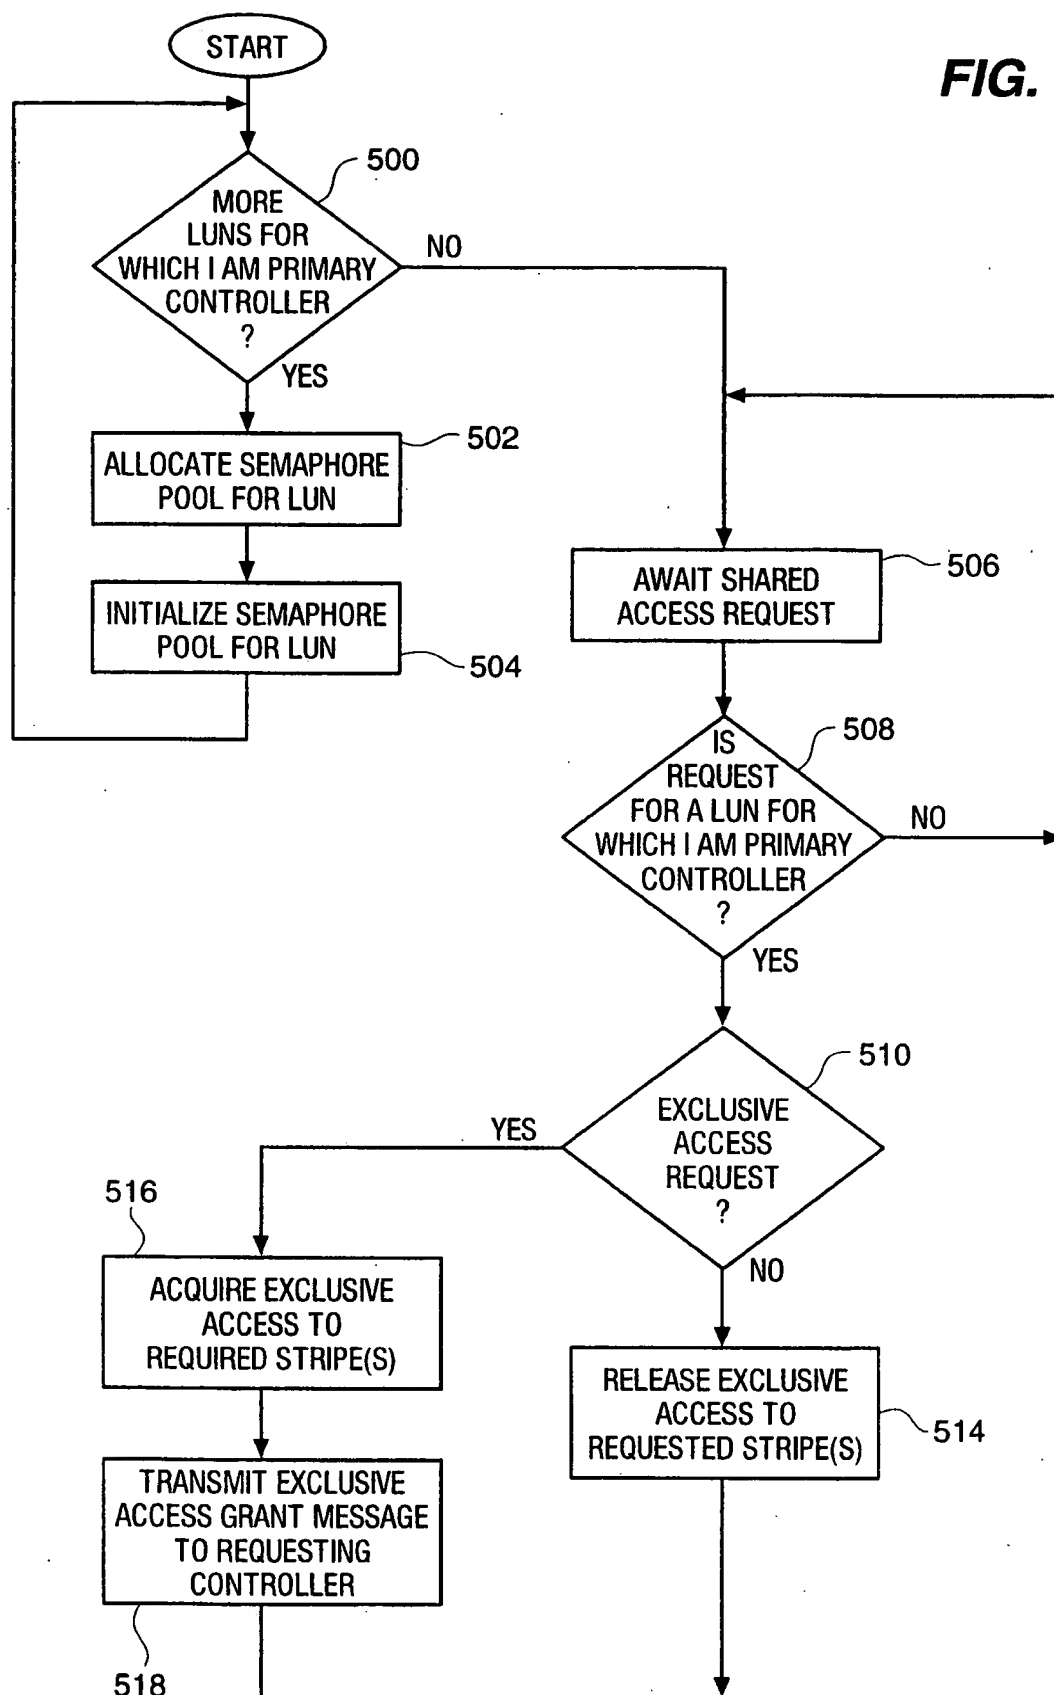 START
FIG.
500
MORE
LUNS FOR
WHICH I AM PRIMARY
CONTROLLER
?
NO
YES
502
ALLOCATE SEMAPHORE
POOL FOR LUN
INITIALIZE SEMAPHORE
POOL FOR LUN
504
AWAIT SHARED
ACCESS REQUEST
506
IS
REQUEST
FOR A LUN FOR
WHICH I AM PRIMARY
CONTROLLER
?
508
NO
YES
510
EXCLUSIVE
ACCESS
REQUEST
?
YES
NO
516
ACQUIRE EXCLUSIVE
ACCESS TO
REQUIRED STRIPE(S)
RELEASE EXCLUSIVE
ACCESS TO
REQUESTED STRIPE(S)
514
TRANSMIT EXCLUSIVE
ACCESS GRANT MESSAGE
TO REQUESTING
CONTROLLER
518